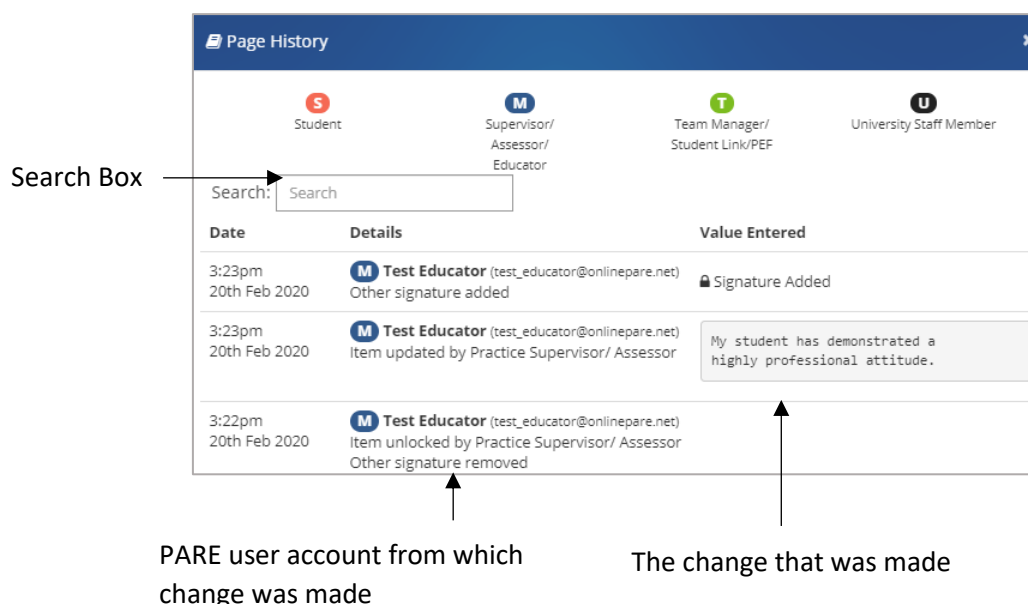 Page History
S M T U
Student Supervisor/ Team Manager/ University Staff Member
Assessor/ Student Link/PEF
Educator
Search Box
Search: Search
Date Details Value Entered
3:23pm M Test Educator (test_educator@onlinepare.net) Signature Added
20th Feb 2020 Other signature added
3:23pm M Test Educator (test_educator@onlinepare.net) My student has demonstrated a
20th Feb 2020 Item updated by Practice Supervisor/ Assessor highly professional attitude.
3:22pm M Test Educator (test_educator@onlinepare.net)
20th Feb 2020 Item unlocked by Practice Supervisor/ Assessor
Other signature removed
PARE user account from which
change was made
The change that was made